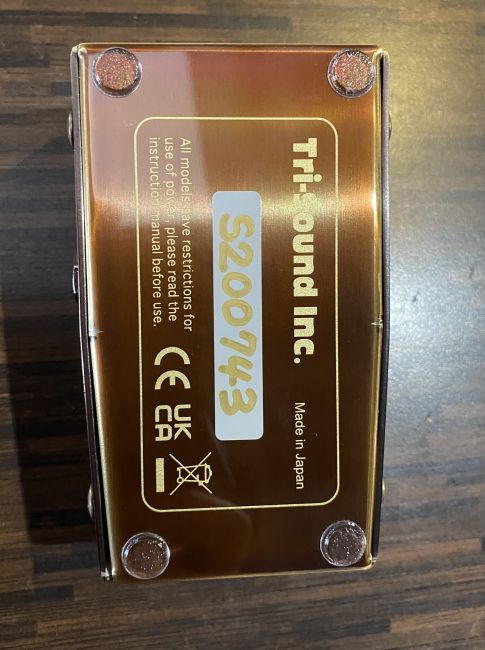 Tri-Sound Inc.
Made in Japan
S200743
All models have restrictions for
use of power, please read the
instruction manual before use.
CE
UK
CA